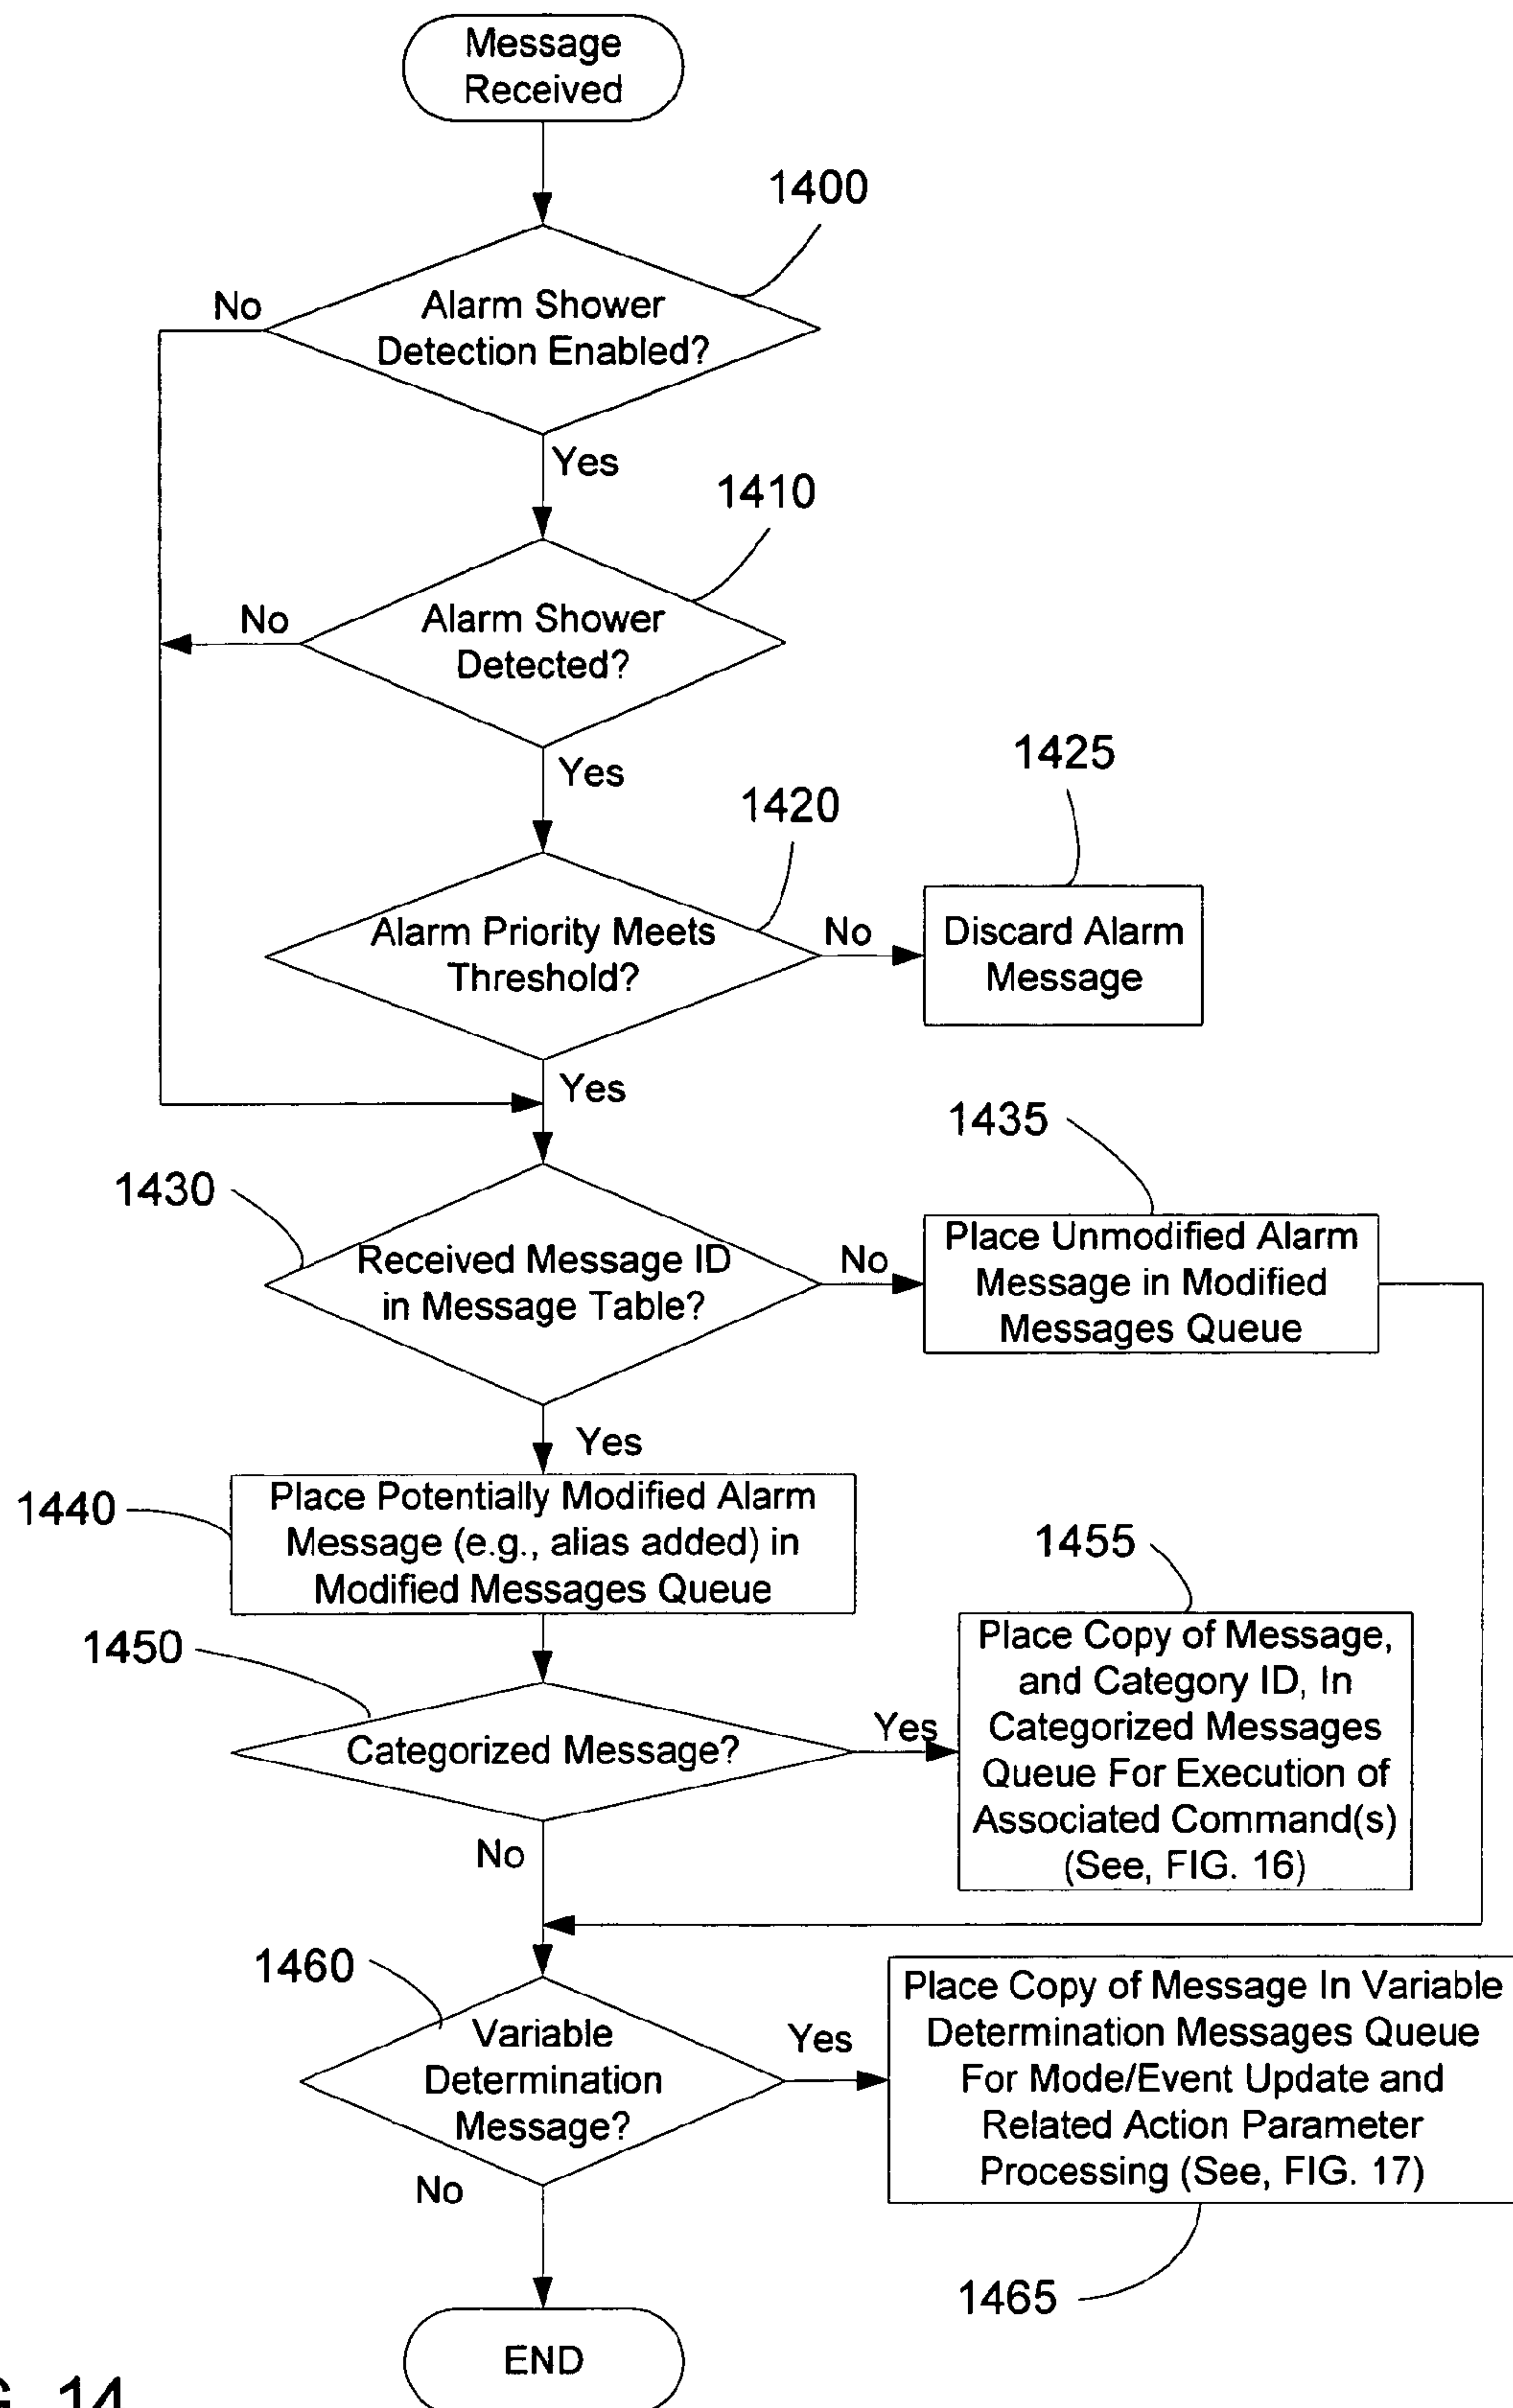 Message
Received
1400
No
Alarm Shower
Detection Enabled?
Yes
1410
No
Alarm Shower
Detected?
Yes
1425
1420
Alarm Priority Meets
Threshold?
No
Discard Alarm
Message
Yes
1435
1430
Received Message ID
in Message Table?
No
Place Unmodified Alarm
Message in Modified
Messages Queue
Yes
1440
Place Potentially Modified Alarm
Message (e.g., alias added) in
Modified Messages Queue
1455
1450
Categorized Message?
Yes
Place Copy of Message,
and Category ID, In
Categorized Messages
Queue For Execution of
Associated Command(s)
(See, FIG. 16)
No
1460
Variable
Determination
Message?
Yes
Place Copy of Message In Variable
Determination Messages Queue
For Mode/Event Update and
Related Action Parameter
Processing (See, FIG. 17)
No
1465
END
14